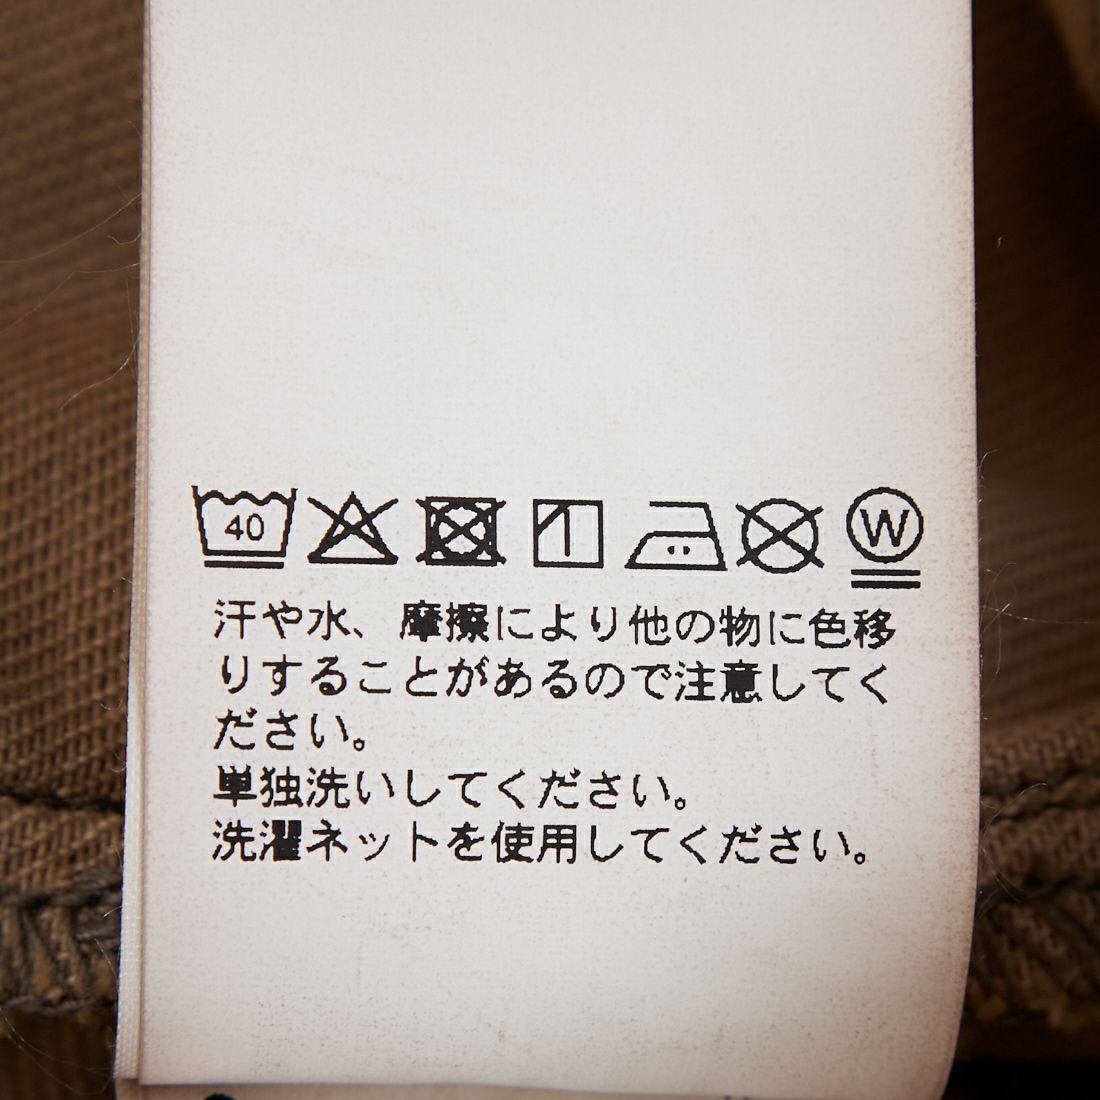 40 W
汗や水、摩擦により他の物に色移
りすることがあるので注意してく
ださい。
単独洗いしてください。
洗濯ネットを使用してください。